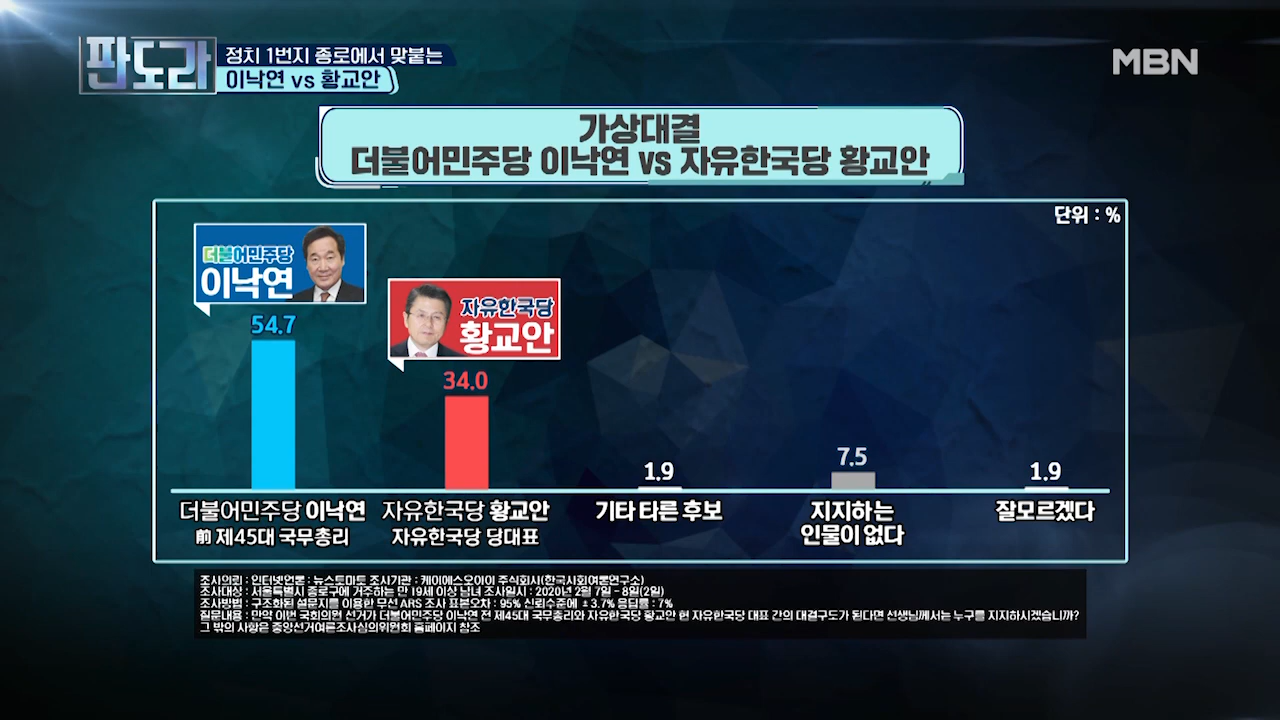 판도라
정치 1번지 종로에서 맞붙는
이낙연 vs 황교안
MBN
가상대결
더불어민주당 이낙연 vs 자유한국당 황교안
단위 : %
더불어민주당
이낙연
54.7
자유한국당
황교안
34.0
1.9
7.5
1.9
더불어민주당 이낙연
前 제45대 국무총리
자유한국당 황교안
자유한국당 당대표
기타 타른 후보
지지하는
인물이 없다
잘모르겠다
조사의뢰 : 인터넷언론 : 뉴스토마토 조사기관 : 케이에스오아이 주식회사(한국사회여론연구소)
조사대상 : 서울특별시 종로구에 거주하는 만 19세 이상 남녀 조사일시 : 2020년 2월 7일 - 8일(2일)
조사방법 : 구조화된 설문지를 이용한 무선 ARS 조사 표본오차 : 95% 신뢰수준에 ±3.7% 응답률 : 7%
질문내용 : 만약 이번 국회의원 선거가 더불어민주당 이낙연 전 제45대 국무총리와 자유한국당 황교안 현 자유한국당 대표 간의 대결구도가 된다면 선생님께서는 누구를 지지하시겠습니까?
그 밖의 사항은 중앙선거여론조사심의위원회 홈페이지 참조